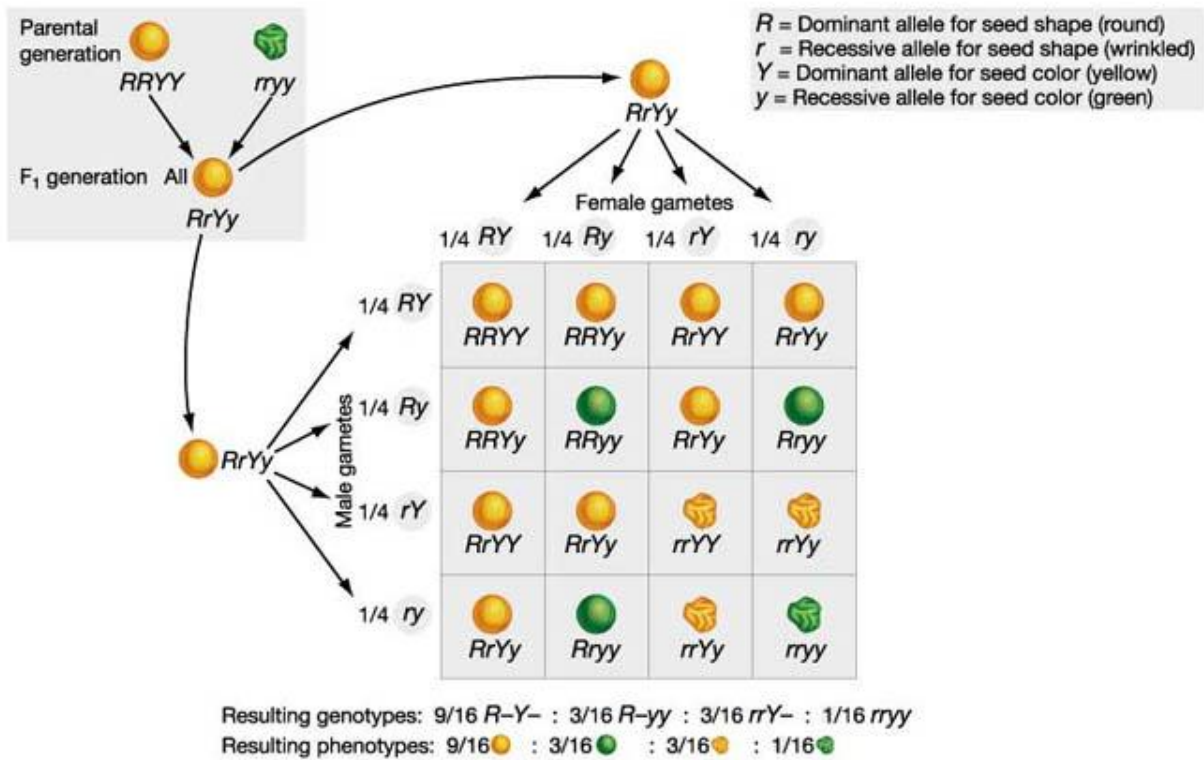 Parental
generation
RRYY
rryy
F1 generation All
RrYy
RrYy
R = Dominant allele for seed shape (round)
r = Recessive allele for seed shape (wrinkled)
Y = Dominant allele for seed color (yellow)
y = Recessive allele for seed color (green)
Female gametes
1/4 RY 1/4 Ry 1/4 rY 1/4 ry
RrYy
Male gametes
1/4 RY
RRYY RRYy RrYY RrYy
1/4 Ry
RRYy RRyy RrYy Rryy
1/4 rY
RrYY RrYy rrYY rrYy
1/4 ry
RrYy Rryy rrYy rryy
Resulting genotypes: 9/16 R–Y– : 3/16 R–yy : 3/16 rrY– : 1/16 rryy
Resulting phenotypes: 9/16 : 3/16 : 3/16 : 1/16